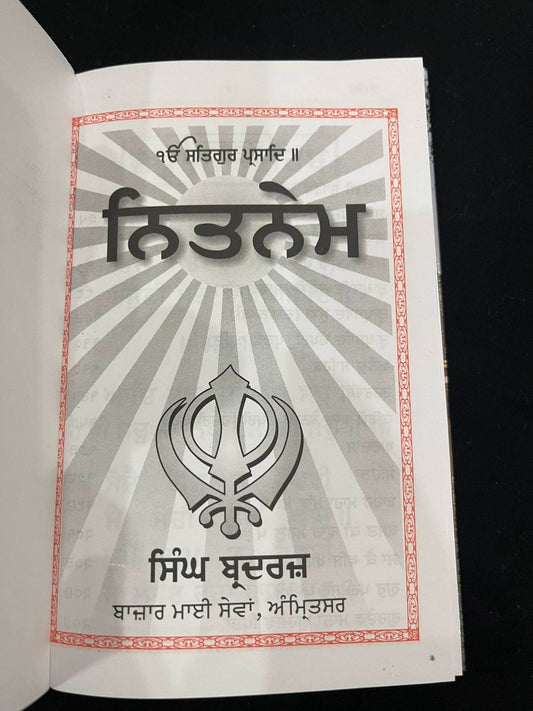 ੴ ਸਤਿਗੁਰ ਪ੍ਰਸਾਦਿ ॥
ਨਿਤਨੇਮ
ਸਿੰਘ ਬ੍ਰਦਰਜ਼
ਬਾਜ਼ਾਰ ਮਾਈ ਸੇਵਾਂ, ਅੰਮ੍ਰਿਤਸਰ